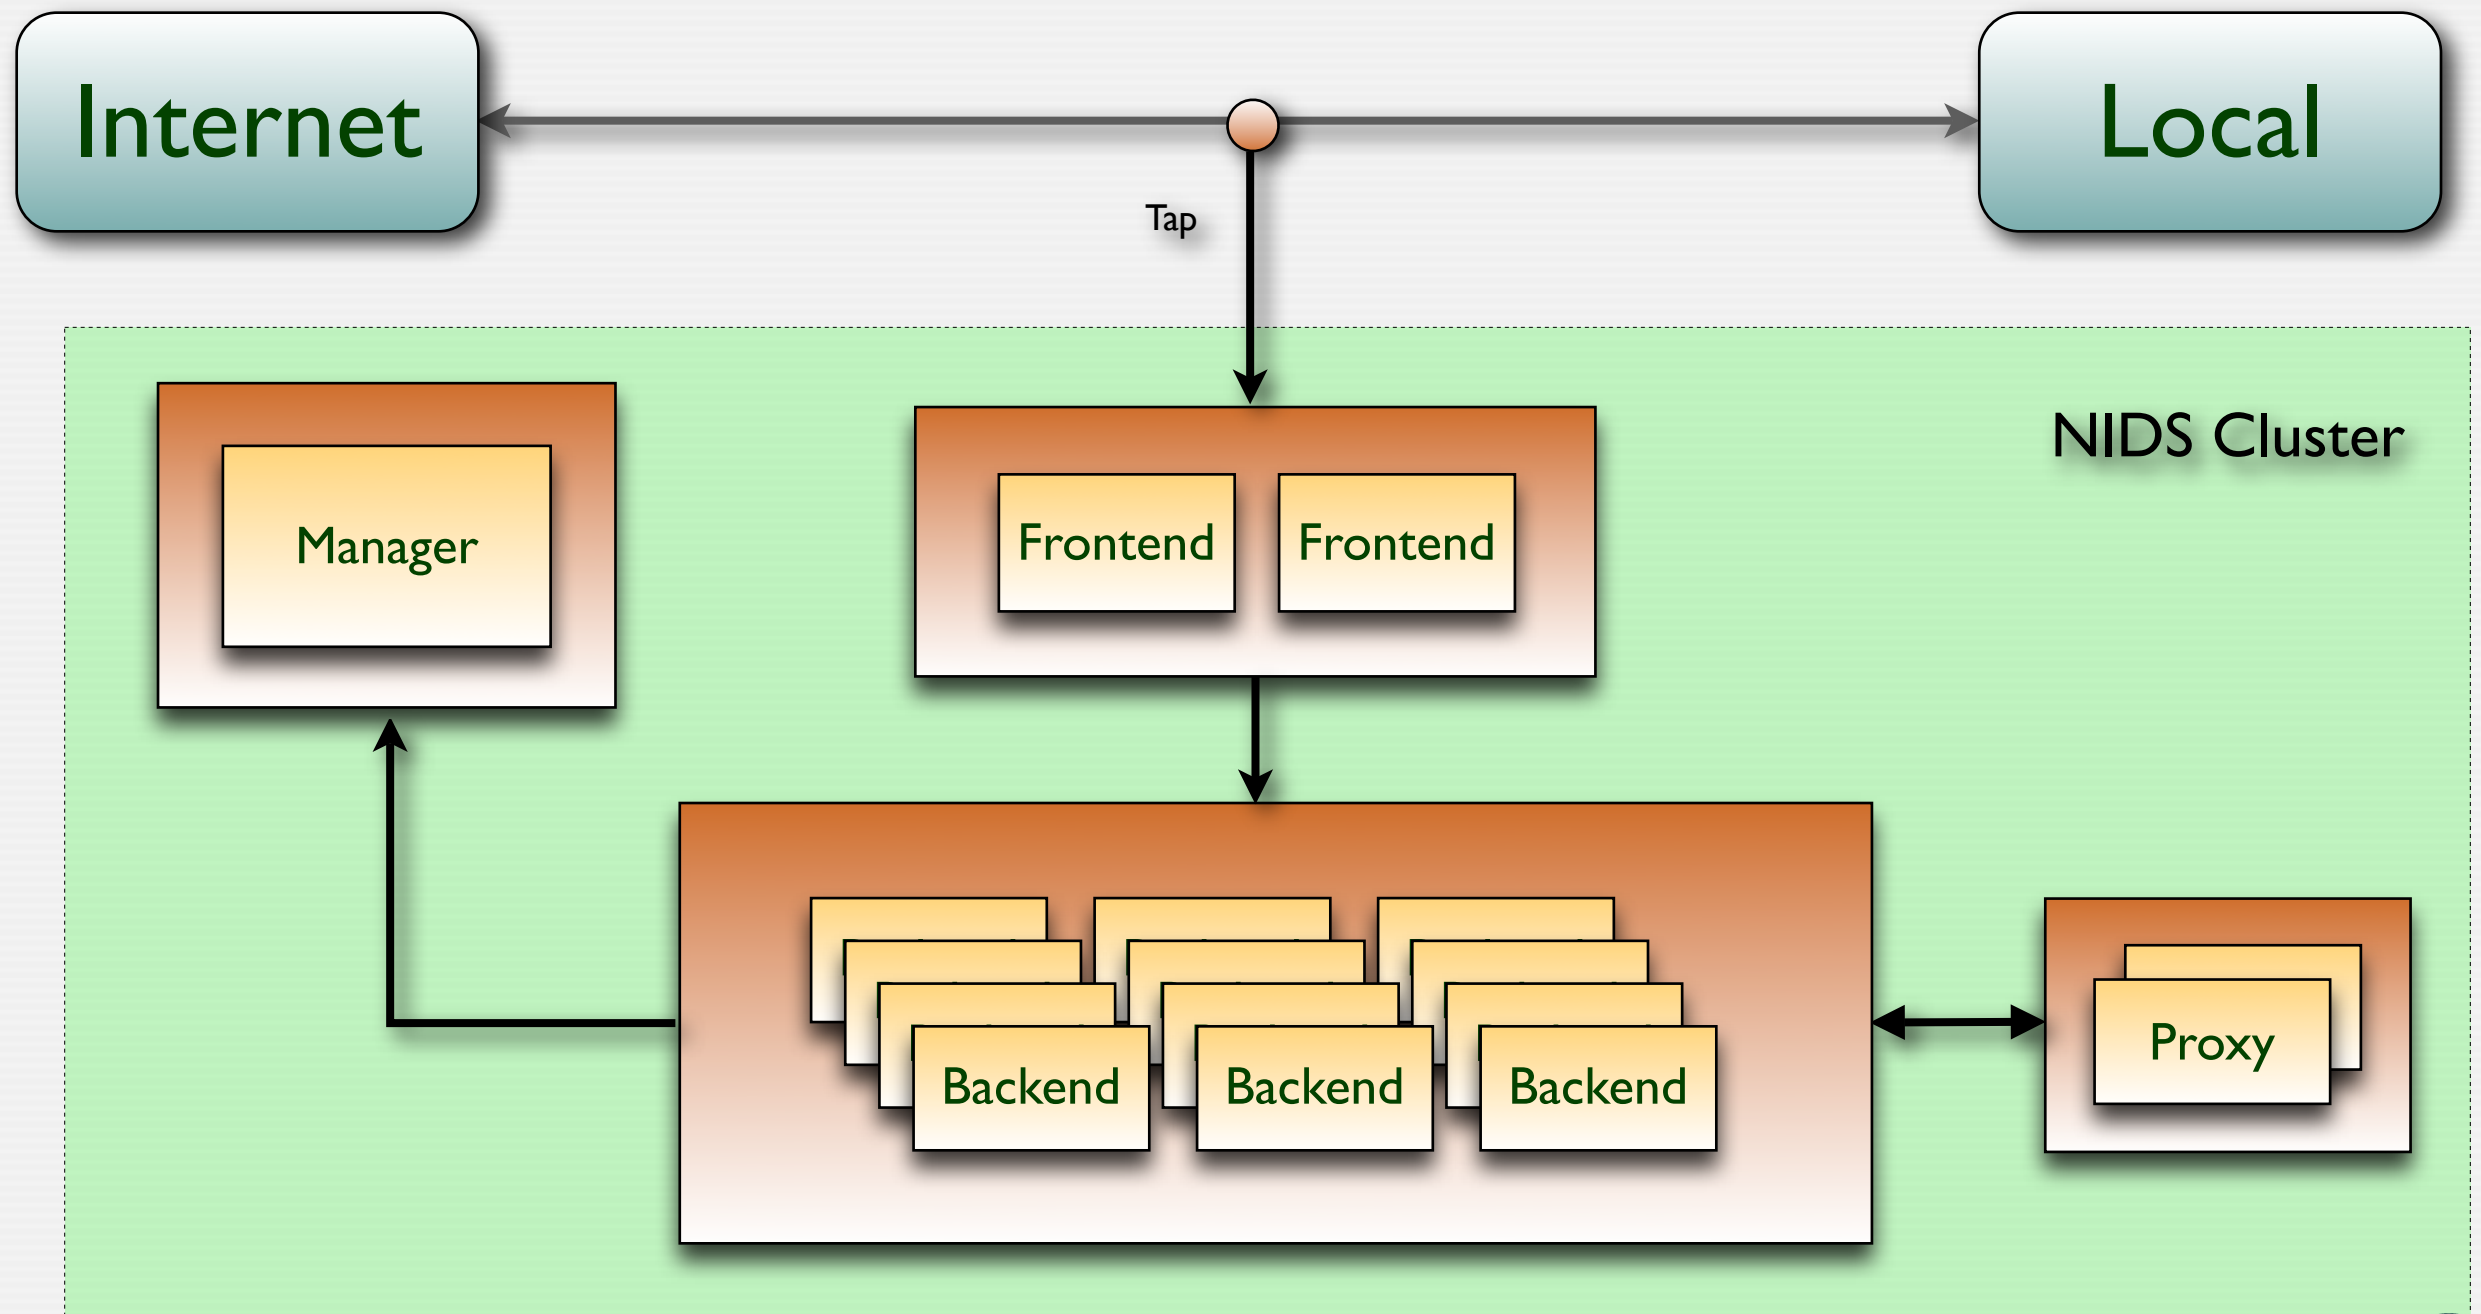 Internet
Local
Tap
NIDS Cluster
Manager
Frontend Frontend
Backend Backend Backend
Proxy